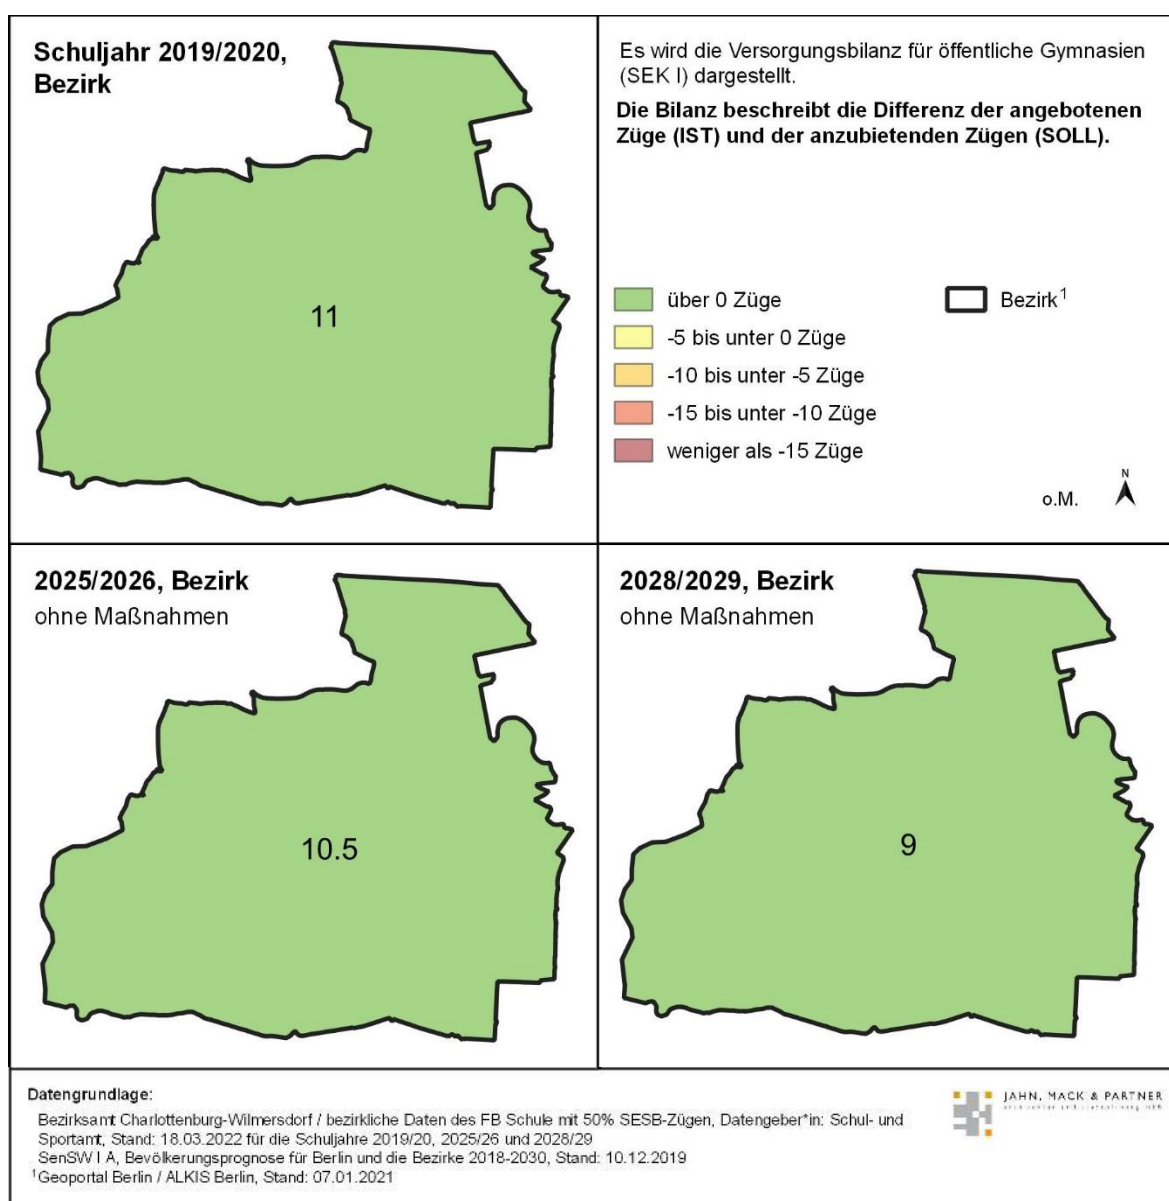 Schuljahr 2019/2020,
Bezirk
11
Es wird die Versorgungsbilanz für öffentliche Gymnasien
(SEK I) dargestellt.
Die Bilanz beschreibt die Differenz der angebotenen
Züge (IST) und der anzubietenden Zügen (SOLL).
über 0 Züge
-5 bis unter 0 Züge
-10 bis unter -5 Züge
-15 bis unter -10 Züge
weniger als -15 Züge
Bezirk¹
N
o.M.
2025/2026, Bezirk
ohne Maßnahmen
10.5
2028/2029, Bezirk
ohne Maßnahmen
9
Datengrundlage:
Bezirksamt Charlottenburg-Wilmersdorf / bezirkliche Daten des FB Schule mit 50% SESB-Zügen, Datengeber*in: Schul- und
Sportamt, Stand: 18.03.2022 für die Schuljahre 2019/20, 2025/26 und 2028/29
SenSW I A, Bevölkerungsprognose für Berlin und die Bezirke 2018-2030, Stand: 10.12.2019
¹Geoportal Berlin / ALKIS Berlin, Stand: 07.01.2021
JAHN, MACK & PARTNER